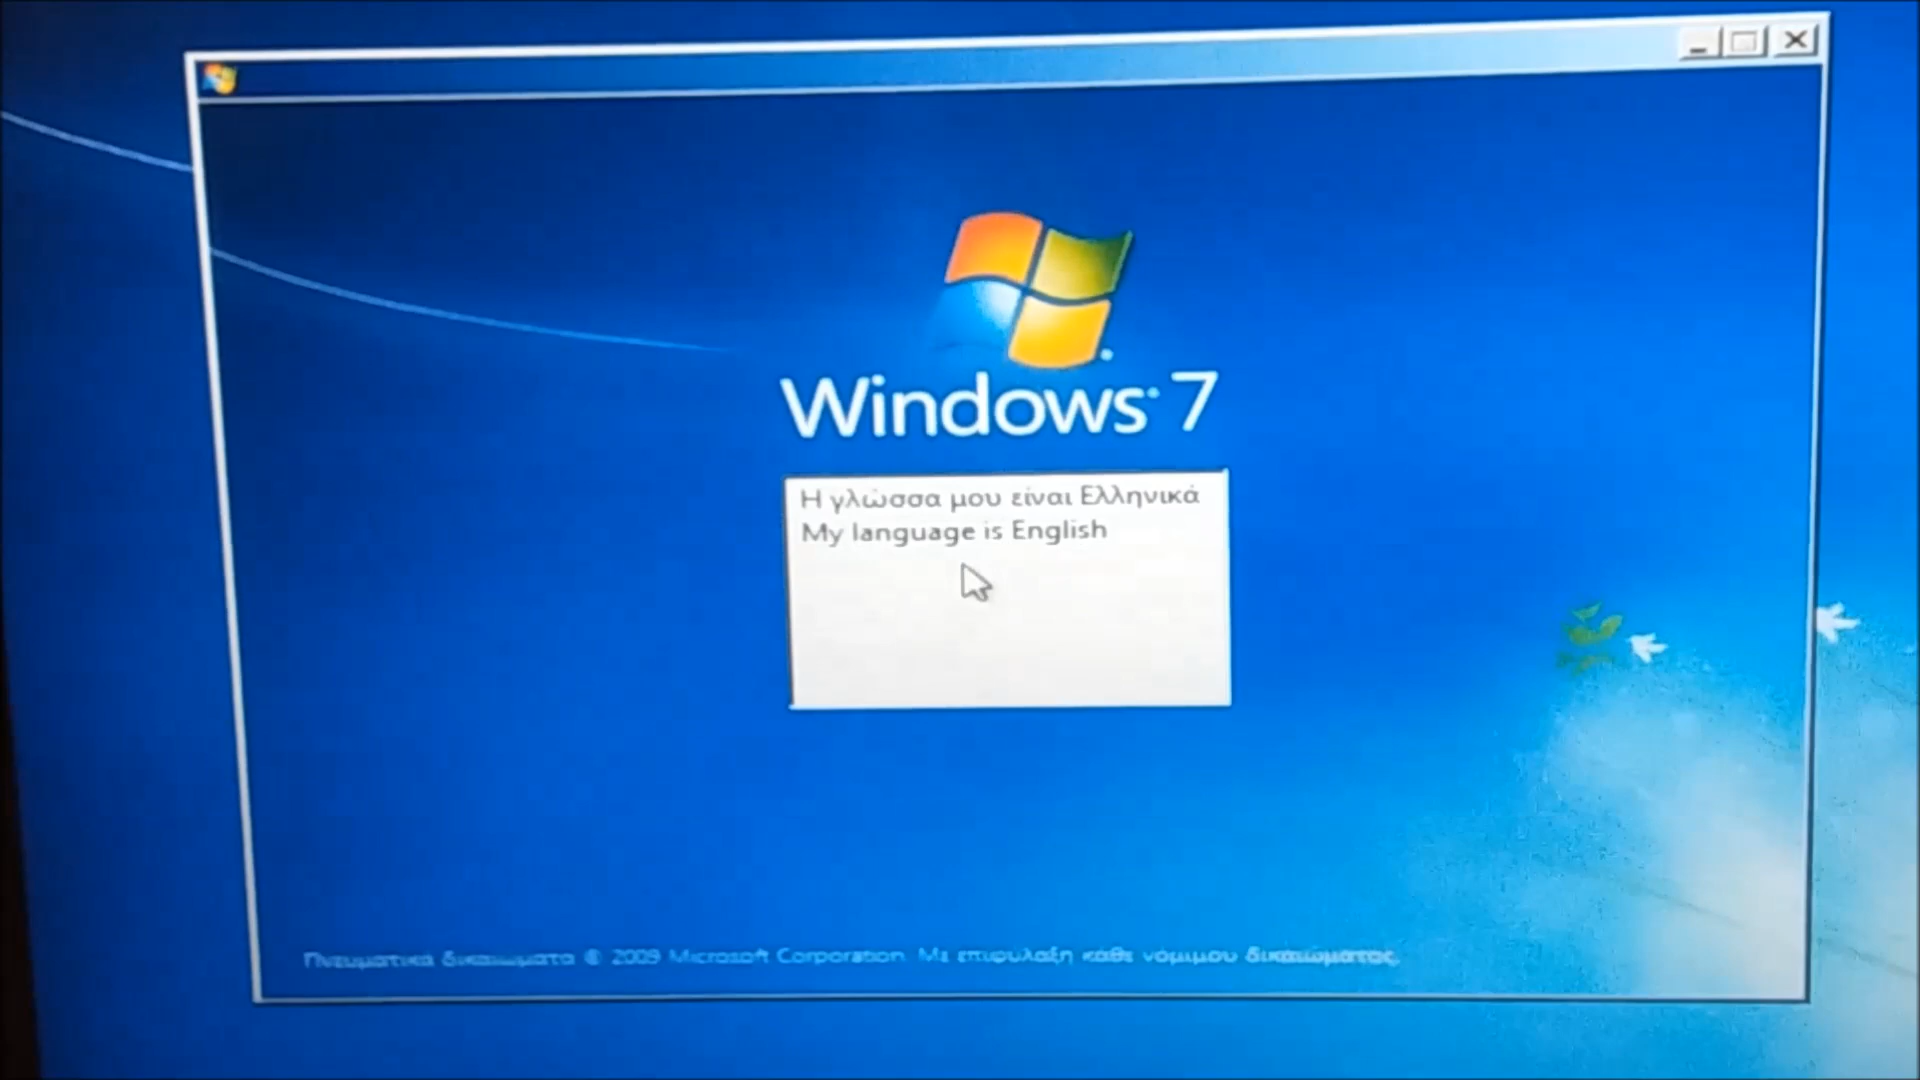 Windows 7
Η γλώσσα μου είναι Ελληνικά
My language is English
Πνευματικά δικαιώματα © 2009 Microsoft Corporation. Με επιφύλαξη κάθε νόμιμου δικαιώματος.